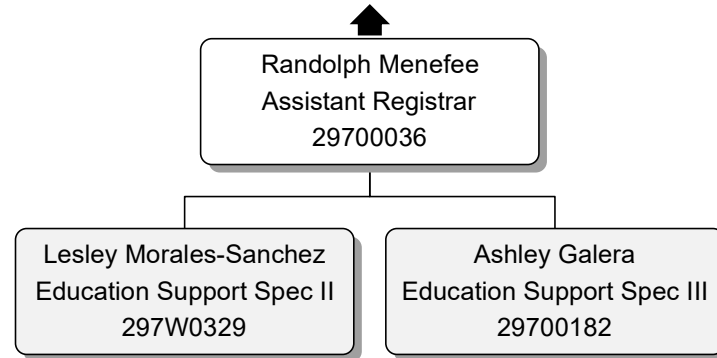 Randolph Menefee
Assistant Registrar
29700036
Lesley Morales-Sanchez
Education Support Spec II
297W0329
Ashley Galera
Education Support Spec III
29700182